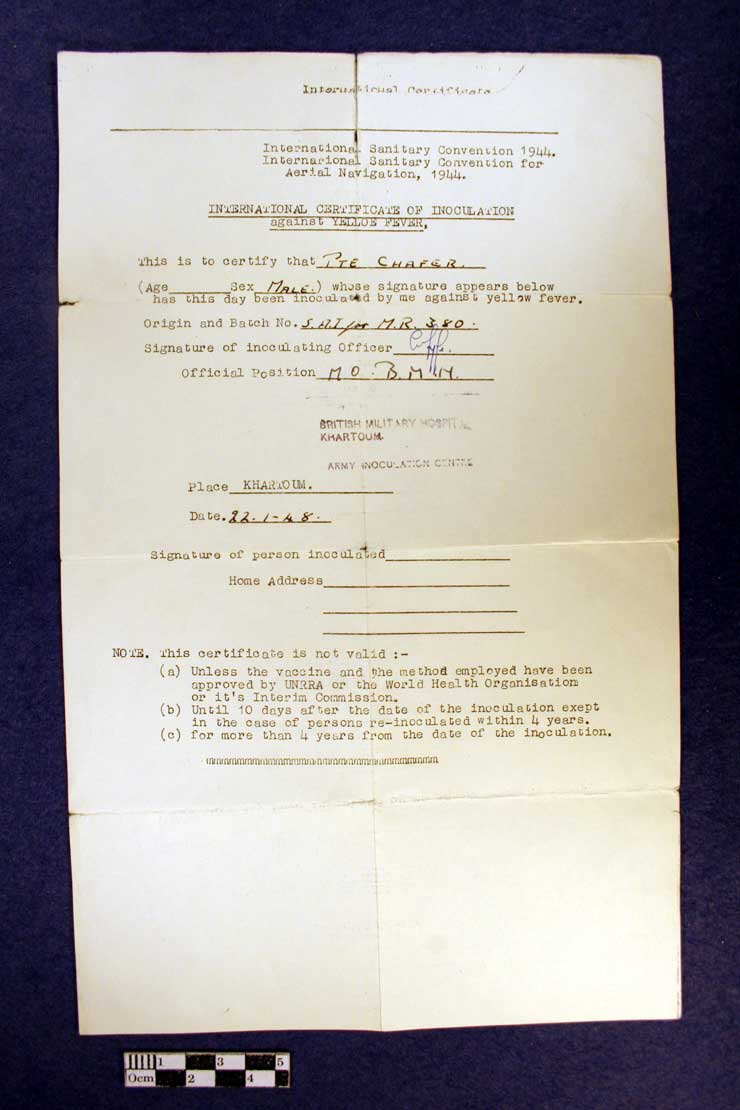 International Certificate
International Sanitary Convention 1944.
Internarional Sanitary Convention for
Aerial Navigation, 1944.
INTERNATIONAL CERTIFICATE OF INOCULATION
against YELLOE FEVER,
This is to certify that PTE CHAFER.
(Age Sex MALE.) whose signature appears below
has this day been inoculated by me against yellow fever.
Origin and Batch No. S.A.I M.R. 380.
Signature of inoculating Officer
Official Position M O. B.M.H.
BRITISH MILITARY HOSPITAL
KHARTOUM.
ARMY INOCULATION CENTRE
Place KHARTOUM.
Date. 22.1-48.
Signature of person inoculated
Home Address
NOTE. This certificate is not valid :-
(a) Unless the vaccine and the method employed have been
approved by UNRRA or the World Health Organisation
or it's Interim Commission.
(b) Until 10 days after the date of the inoculation exept
in the case of persons re-inoculated within 4 years.
(c) for more than 4 years from the date of the inoculation.
1 3 5
0cm 2 4